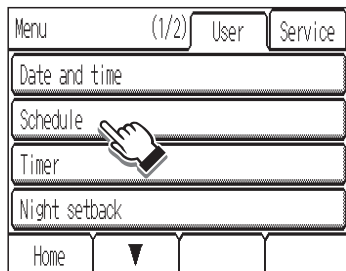 Menu (1/2) User Service
Date and time
Schedule
Timer
Night setback
Home ▼